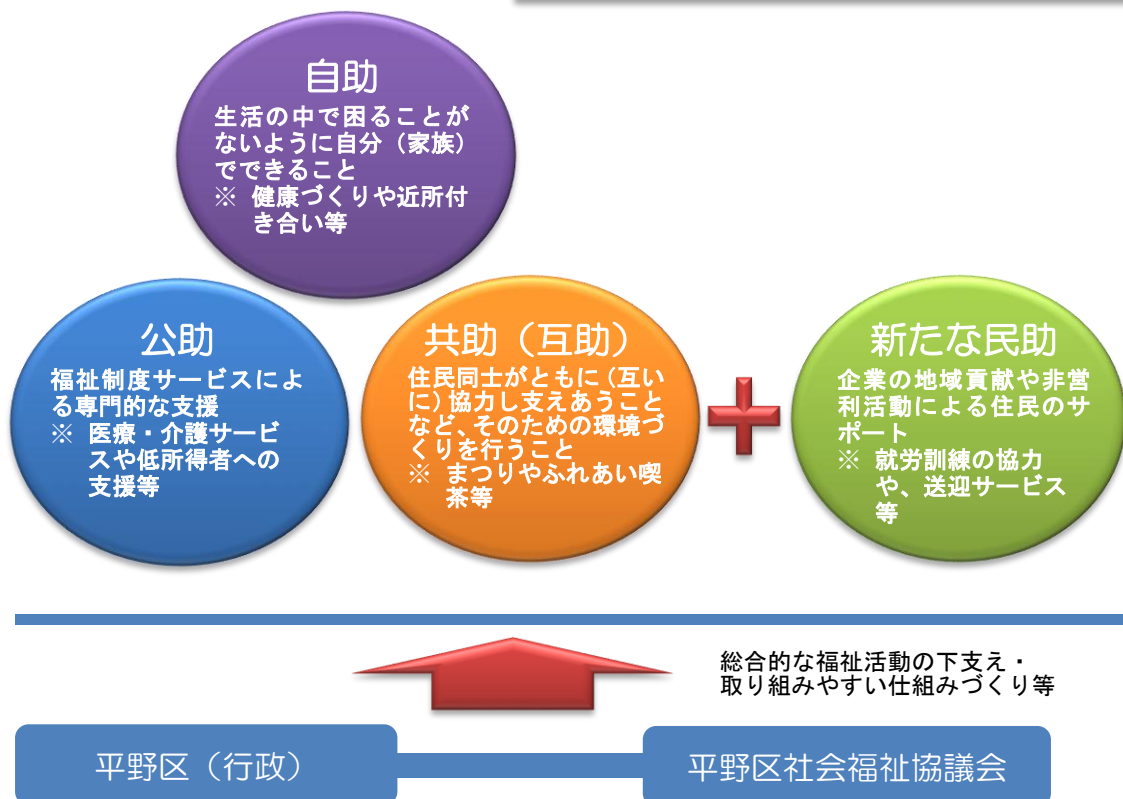 自助
生活の中で困ることが
ないように自分（家族）
でできること
※ 健康づくりや近所付
き合い等
公助
福祉制度サービスによ
る専門的な支援
※ 医療・介護サービ
スや低所得者への
支援等
共助（互助）
住民同士がともに（互い
に）協力し支えあうこと
など、そのための環境づ
くりを行うこと
※ まつりやふれあい喫
茶等
新たな民助
企業の地域貢献や非営
利活動による住民のサ
ポート
※ 就労訓練の協力
や、送迎サービス
等
総合的な福祉活動の下支え・
取り組みやすい仕組みづくり等
平野区（行政）
平野区社会福祉協議会